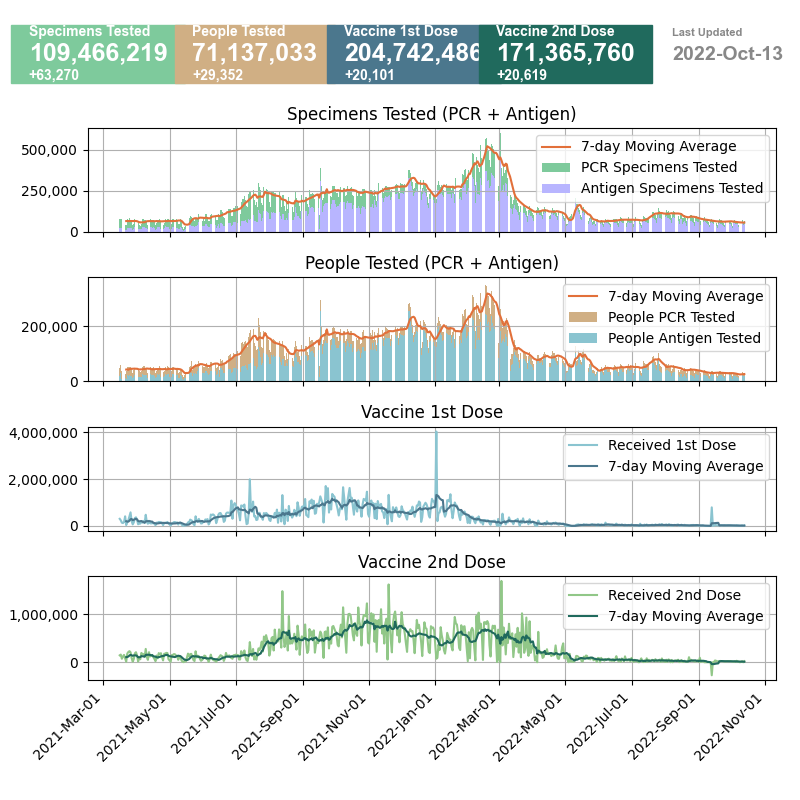 Specimens Tested
109,466,219
+63,270
People Tested
71,137,033
+29,352
Vaccine 1st Dose
204,742,486
+20,101
Vaccine 2nd Dose
171,365,760
+20,619
Last Updated
2022-Oct-13
Specimens Tested (PCR + Antigen)
500,000
250,000
0
7-day Moving Average
PCR Specimens Tested
Antigen Specimens Tested
People Tested (PCR + Antigen)
200,000
0
7-day Moving Average
People PCR Tested
People Antigen Tested
Vaccine 1st Dose
4,000,000
2,000,000
0
Received 1st Dose
7-day Moving Average
Vaccine 2nd Dose
1,000,000
0
Received 2nd Dose
7-day Moving Average
2021-Mar-01
2021-May-01
2021-Jul-01
2021-Sep-01
2021-Nov-01
2022-Jan-01
2022-Mar-01
2022-May-01
2022-Jul-01
2022-Sep-01
2022-Nov-01